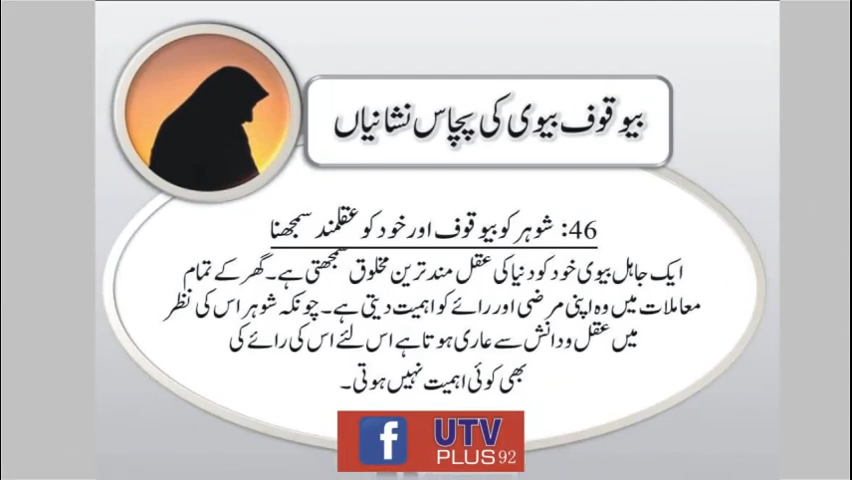 بیوقوف بیوی کی پچاس نشانیاں
46: شوہر کو بیوقوف اور خود کو عقلمند سمجھنا
ایک جاہل بیوی خود کو دنیا کی عقل مند ترین مخلوق سمجھتی ہے۔ گھر کے تمام
معاملات میں وہ اپنی مرضی اور رائے کو اہمیت دیتی ہے۔ چونکہ شوہر اس کی نظر
میں عقل و دانش سے عاری ہوتا ہے اس لئے اس کی رائے کی
بھی کوئی اہمیت نہیں ہوتی۔
f UTV
PLUS 92